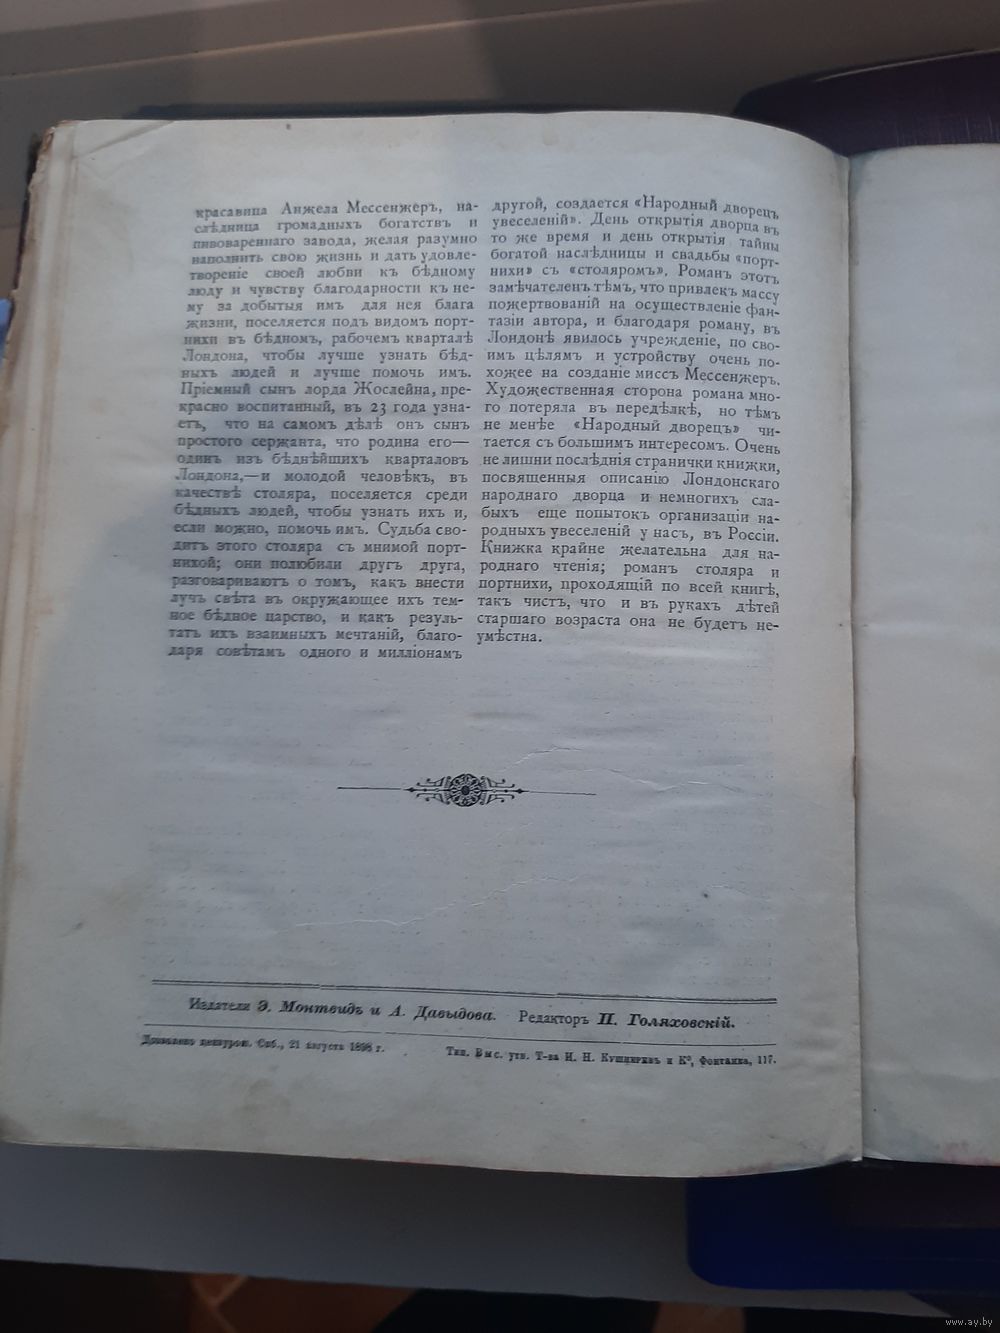 красавица Анжела Мессенжеръ, на-
слѣдница громадныхъ богатствъ и
пивовареннаго завода, желая разумно
наполнить свою жизнь и дать удовле-
твореніе своей любви къ бѣдному
люду и чувству благодарности къ не-
му за добытыя имъ для нея блага
жизни, поселяется подъ видомъ порт-
нихи въ бѣдномъ, рабочемъ кварталѣ
Лондона, чтобы лучше узнать бѣд-
ныхъ людей и лучше помочь имъ.
Пріемный сынъ лорда Жослейна, пре-
красно воспитанный, въ 23 года узна-
етъ, что на самомъ дѣлѣ онъ сынъ
простого сержанта, что родина его—
одинъ изъ бѣднѣйшихъ кварталовъ
Лондона,—и молодой человѣкъ, въ
качествѣ столяра, поселяется среди
бѣдныхъ людей, чтобы узнать ихъ и,
если можно, помочь имъ. Судьба сво-
дитъ этого столяра съ мнимой порт-
нихой; они полюбили другъ друга,
разговариваютъ о томъ, какъ внести
лучъ свѣта въ окружающее ихъ тем-
ное бѣдное царство, и какъ резуль-
татъ ихъ взаимныхъ мечтаній, благо-
даря совѣтамъ одного и милліонамъ
другой, создается «Народный дворецъ
увеселеній». День открытія дворца въ
то же время и день открытія тайны
богатой наслѣдницы и свадьбы «порт-
нихи» съ «столяромъ». Романъ этотъ
замѣчателенъ тѣмъ, что привлекъ массу
пожертвованій на осуществленіе фан-
тазіи автора, и благодаря роману, въ
Лондонѣ явилось учрежденіе, по сво-
имъ цѣлямъ и устройству очень по-
хожее на созданіе миссъ Мессенжеръ.
Художественная сторона романа мно-
го потеряла въ передѣлкѣ, но тѣмъ
не менѣе «Народный дворецъ» чи-
тается съ большимъ интересомъ. Очень
не лишни послѣднія странички книжки,
посвященныя описанію Лондонскаго
народнаго дворца и немногихъ сла-
быхъ еще попытокъ организаціи на-
родныхъ увеселеній у насъ, въ Россіи.
Книжка крайне желательна для на-
роднаго чтенія; романъ столяра и
портнихи, проходящій по всей книгѣ,
такъ чистъ, что и въ рукахъ дѣтей
старшаго возраста она не будетъ не-
умѣстна.
Издатели Э. Монтвидъ и А. Давыдова. Редакторъ П. Голяховскій.
Дозволено цензурою. Спб., 21 августа 1898 г.
Тип. Выс. утв. Т-ва И. Н. Кушнеревъ и К°, Фонтанка, 117.
www.ay.by